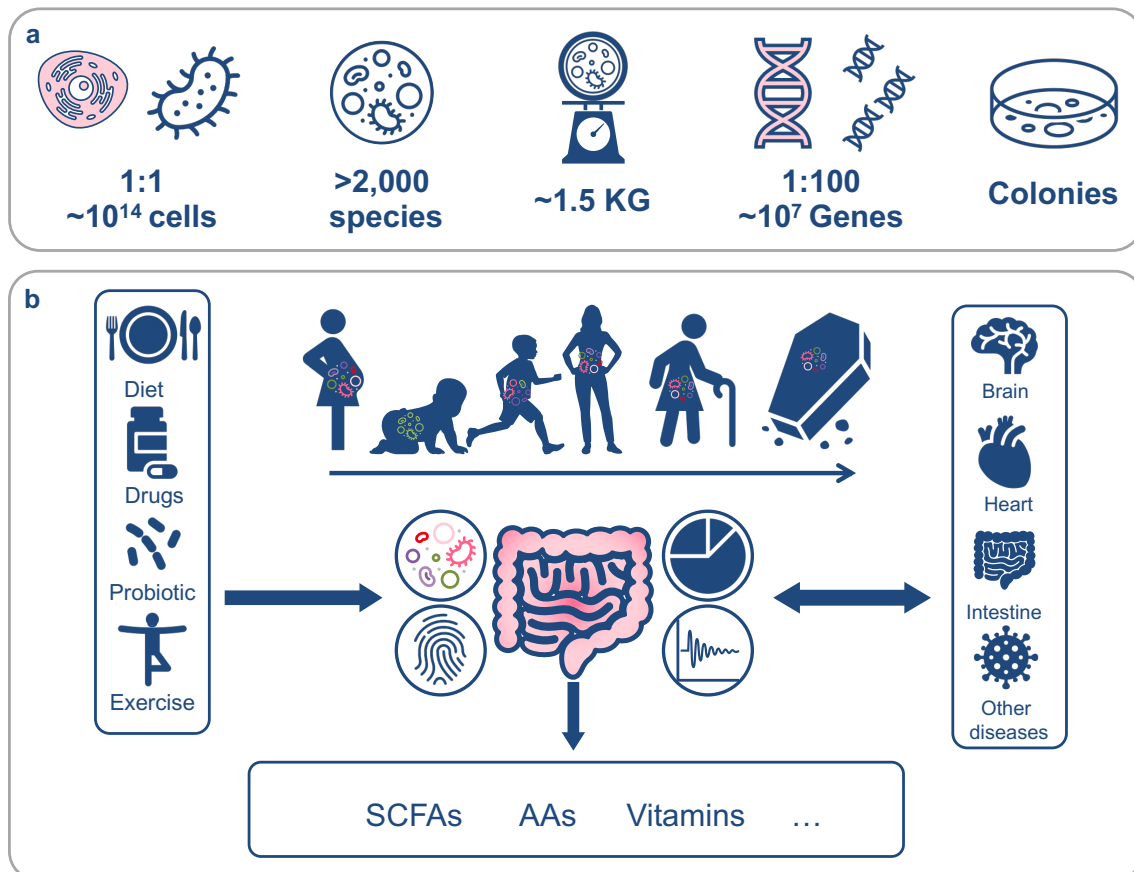 a
1:1
~10¹⁴ cells
>2,000
species
~1.5 KG
1:100
~10⁷ Genes
Colonies
b
Diet
Drugs
Probiotic
Exercise
Brain
Heart
Intestine
Other
diseases
SCFAs AAs Vitamins …